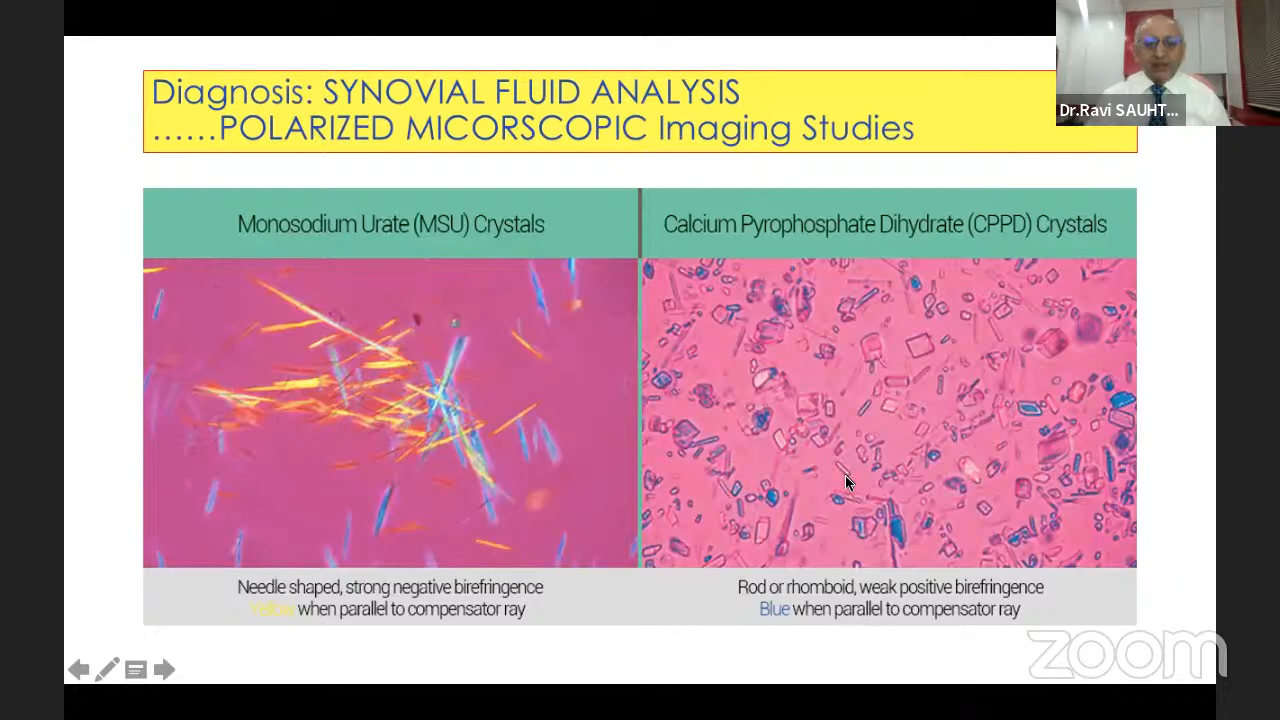 Diagnosis: SYNOVIAL FLUID ANALYSIS
……POLARIZED MICORSCOPIC Imaging Studies
Dr.Ravi SAUHT...
Monosodium Urate (MSU) Crystals
Calcium Pyrophosphate Dihydrate (CPPD) Crystals
Needle shaped, strong negative birefringence
Yellow when parallel to compensator ray
Rod or rhomboid, weak positive birefringence
Blue when parallel to compensator ray
zoom